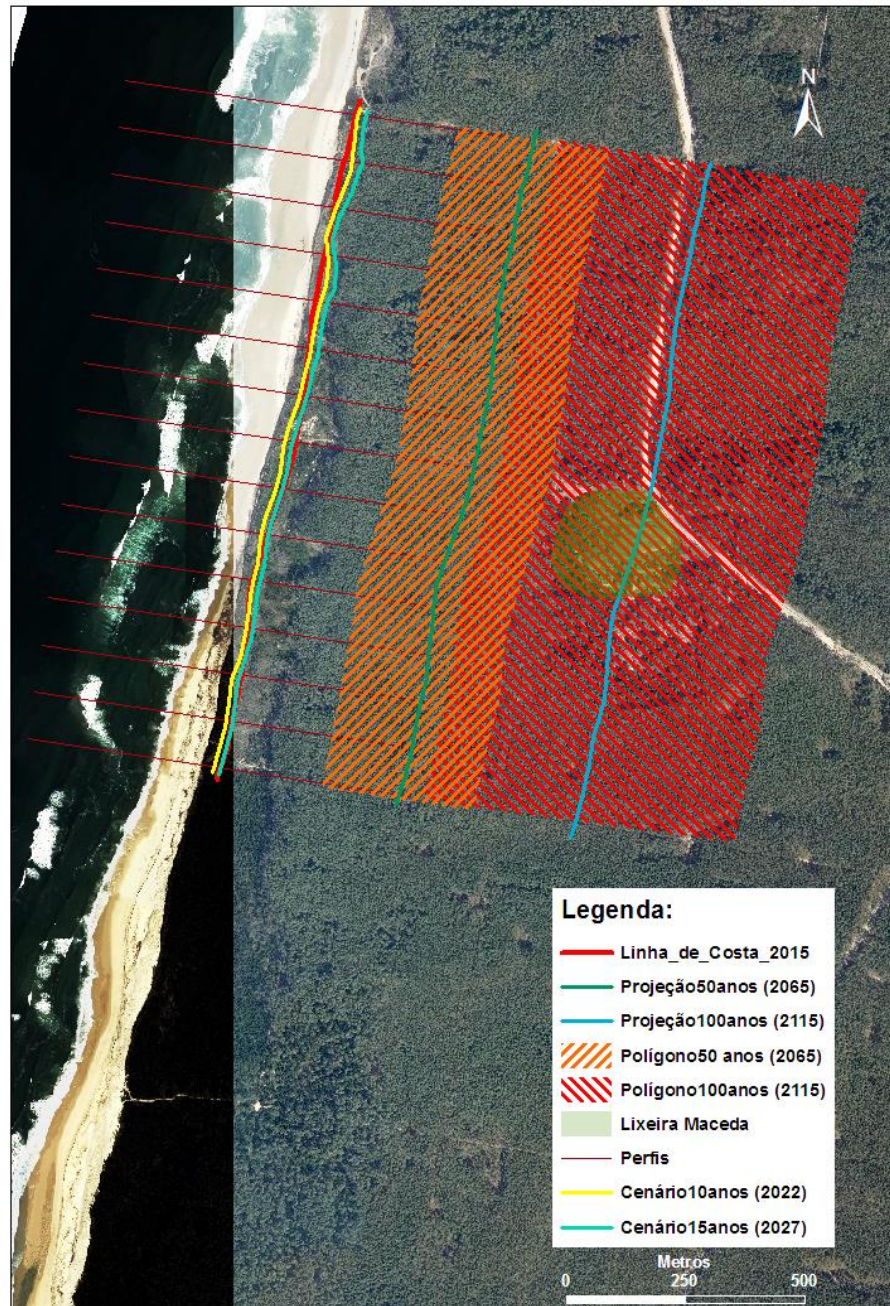 N
Legenda:
Linha_de_Costa_2015
Projeção50anos (2065)
Projeção100anos (2115)
Polígono50 anos (2065)
Polígono100anos (2115)
Lixeira Maceda
Perfis
Cenário10anos (2022)
Cenário15anos (2027)
Metros
0 250 500